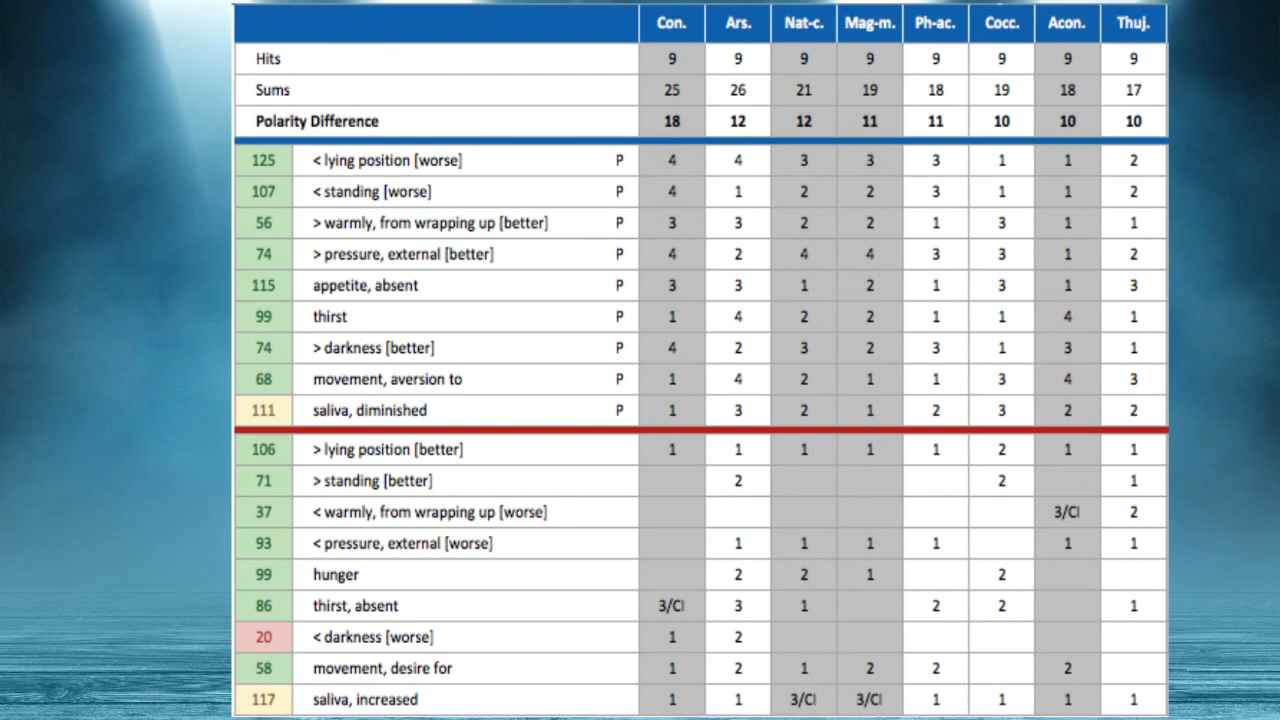 Con. Ars. Nat-c. Mag-m. Ph-ac. Cocc. Acon. Thuj.
Hits 9 9 9 9 9 9 9 9
Sums 25 26 21 19 18 19 18 17
Polarity Difference 18 12 12 11 11 10 10 10
125 < lying position [worse] P 4 4 3 3 3 1 1 2
107 < standing [worse] P 4 1 2 2 3 1 1 2
56 > warmly, from wrapping up [better] P 3 3 2 2 1 3 1 1
74 > pressure, external [better] P 4 2 4 4 3 3 1 2
115 appetite, absent P 3 3 1 2 1 3 1 3
99 thirst P 1 4 2 2 1 1 4 1
74 > darkness [better] P 4 2 3 2 3 1 3 1
68 movement, aversion to P 1 4 2 1 1 3 4 3
111 saliva, diminished P 1 3 2 1 2 3 2 2
106 > lying position [better] 1 1 1 1 1 2 1 1
71 > standing [better] 2 2 1
37 < warmly, from wrapping up [worse] 3/CI 2
93 < pressure, external [worse] 1 1 1 1 1 1
99 hunger 2 2 1 2
86 thirst, absent 3/CI 3 1 2 2 1
20 < darkness [worse] 1 2
58 movement, desire for 1 2 1 2 2 2
117 saliva, increased 1 1 3/CI 3/CI 1 1 1 1